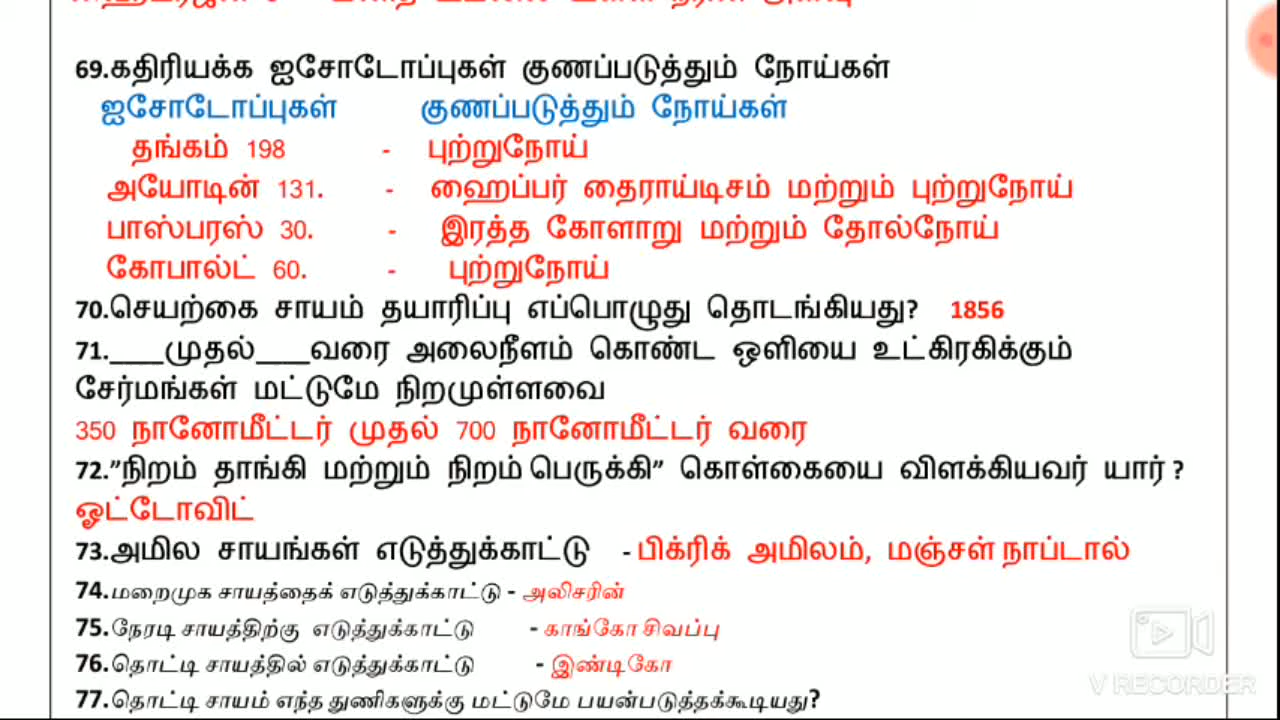 69.கதிரியக்க ஐசோடோப்புகள் குணப்படுத்தும் நோய்கள்
ஐசோடோப்புகள் குணப்படுத்தும் நோய்கள்
தங்கம் 198 - புற்றுநோய்
அயோடின் 131. - ஹைப்பர் தைராய்டிசம் மற்றும் புற்றுநோய்
பாஸ்பரஸ் 30. - இரத்த கோளாறு மற்றும் தோல்நோய்
கோபால்ட் 60. - புற்றுநோய்
70.செயற்கை சாயம் தயாரிப்பு எப்பொழுது தொடங்கியது? 1856
71.____முதல்____வரை அலைநீளம் கொண்ட ஒளியை உட்கிரகிக்கும்
சேர்மங்கள் மட்டுமே நிறமுள்ளவை
350 நானோமீட்டர் முதல் 700 நானோமீட்டர் வரை
72.”நிறம் தாங்கி மற்றும் நிறம் பெருக்கி” கொள்கையை விளக்கியவர் யார் ?
ஓட்டோவிட்
73.அமில சாயங்கள் எடுத்துக்காட்டு - பிக்ரிக் அமிலம், மஞ்சள் நாப்டால்
74.மறைமுக சாயத்தைக் எடுத்துக்காட்டு - அலிசரின்
75.நேரடி சாயத்திற்கு எடுத்துக்காட்டு - காங்கோ சிவப்பு
76.தொட்டி சாயத்தில் எடுத்துக்காட்டு - இண்டிகோ
77.தொட்டி சாயம் எந்த துணிகளுக்கு மட்டுமே பயன்படுத்தக்கூடியது?
V RECORDER